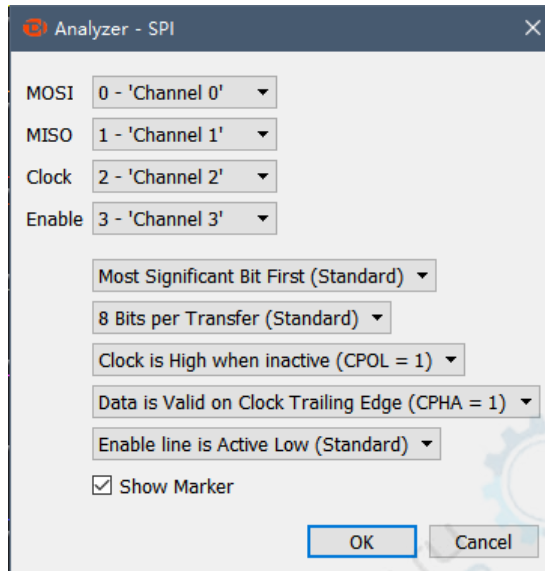 Analyzer - SPI
MOSI 0 - 'Channel 0'
MISO 1 - 'Channel 1'
Clock 2 - 'Channel 2'
Enable 3 - 'Channel 3'
Most Significant Bit First (Standard)
8 Bits per Transfer (Standard)
Clock is High when inactive (CPOL = 1)
Data is Valid on Clock Trailing Edge (CPHA = 1)
Enable line is Active Low (Standard)
Show Marker
OK Cancel